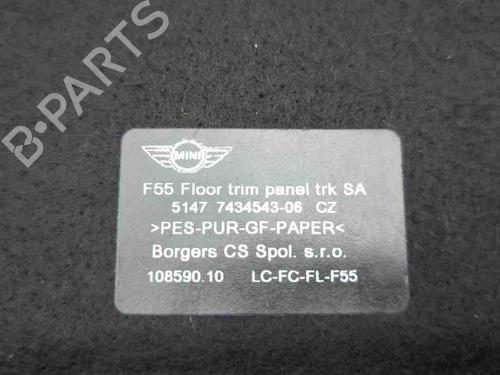 B-PARTS
MINI
F55 Floor trim panel trk SA
5147 7434543-06 CZ
>PES-PUR-GF-PAPER<
Borgers CS Spol. s.r.o.
108590.10 LC-FC-FL-F55